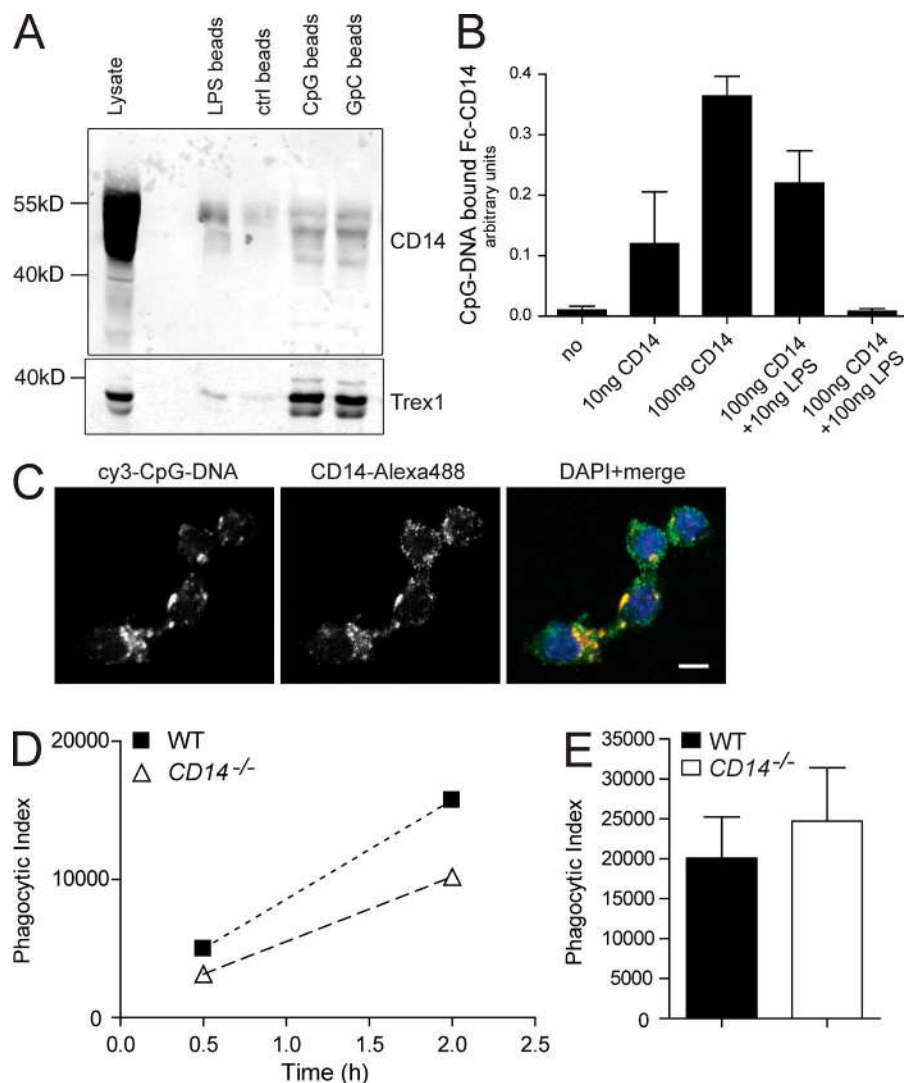 A
Lysate
LPS beads
ctrl beads
CpG beads
GpC beads
55kD
40kD
CD14
40kD
Trex1
B
CpG-DNA bound Fc-CD14
arbitrary units
0.4
0.3
0.2
0.1
0.0
no
10ng CD14
100ng CD14
100ng CD14
+10ng LPS
100ng CD14
+100ng LPS
C
cy3-CpG-DNA
CD14-Alexa488
DAPI+merge
D
WT
CD14-/-
Phagocytic Index
20000
10000
0
0.0
0.5
1.0
1.5
2.0
2.5
Time (h)
E
WT
CD14-/-
Phagocytic Index
35000
30000
25000
20000
15000
10000
5000
0